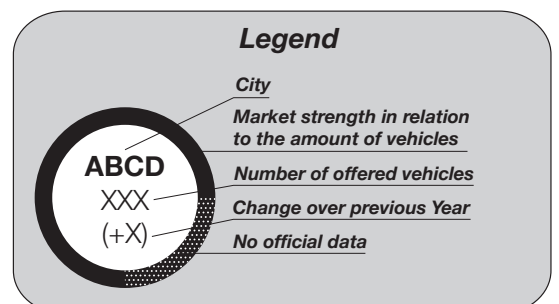 Legend
City
Market strength in relation
to the amount of vehicles
ABCD
XXX
Number of offered vehicles
(+X)
Change over previous Year
No official data